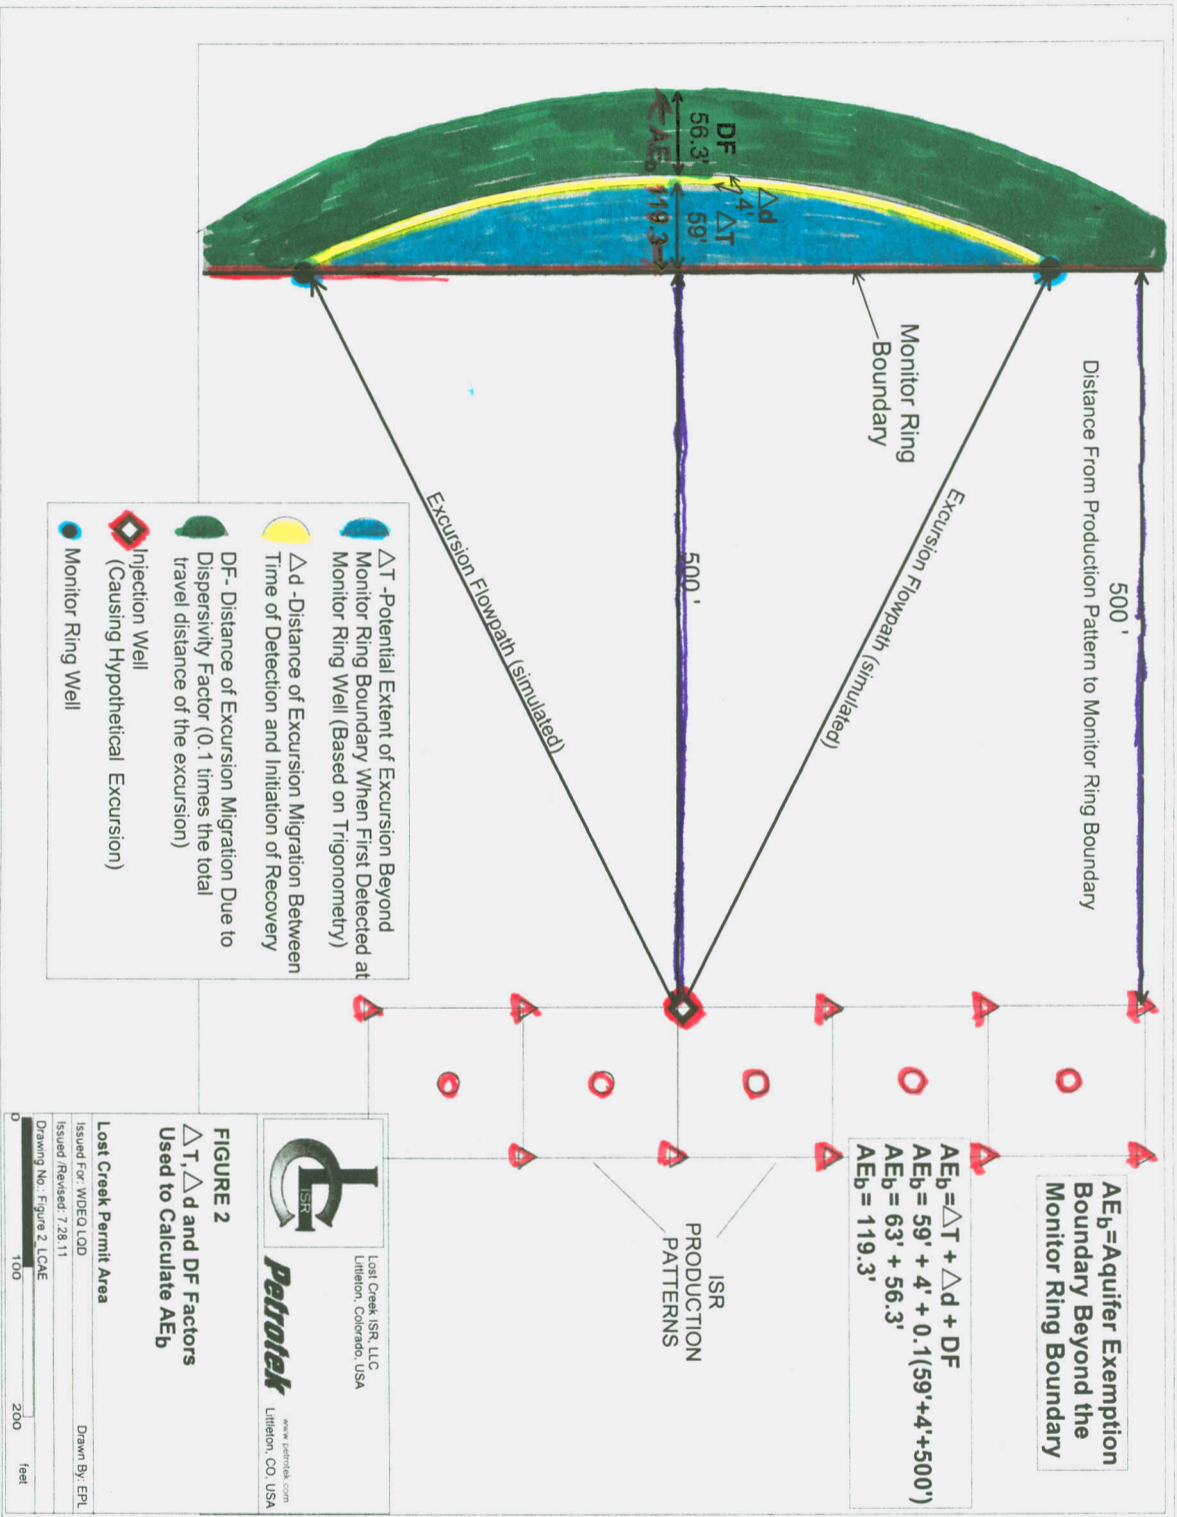 500 '
Distance From Production Pattern to Monitor Ring Boundary
Monitor Ring
Boundary
Excursion Flowpath (simulated)
DF
56.3'
Δd
4'
ΔT
59'
← AEb 119.3
500 '
Excursion Flowpath (simulated)
AEb=Aquifer Exemption
Boundary Beyond the
Monitor Ring Boundary
AEb=ΔT + Δd + DF
AEb= 59' + 4' + 0.1(59'+4'+500')
AEb= 63' + 56.3'
AEb= 119.3'
ISR
PRODUCTION
PATTERNS
ΔT -Potential Extent of Excursion Beyond
Monitor Ring Boundary When First Detected at
Monitor Ring Well (Based on Trigonometry)
Δd -Distance of Excursion Migration Between
Time of Detection and Initiation of Recovery
DF- Distance of Excursion Migration Due to
Dispersivity Factor (0.1 times the total
travel distance of the excursion)
Injection Well
(Causing Hypothetical Excursion)
Monitor Ring Well
ISR
Lost Creek ISR, LLC
Littleton, Colorado, USA
Petrotek
www.petrotek.com
Littleton, CO, USA
FIGURE 2
ΔT, Δd and DF Factors
Used to Calculate AEb
Lost Creek Permit Area
Issued For: WDEQ LQD
Drawn By: EPL
Issued /Revised: 7.28.11
Drawing No.: Figure 2_LCAE
0 100 200
feet